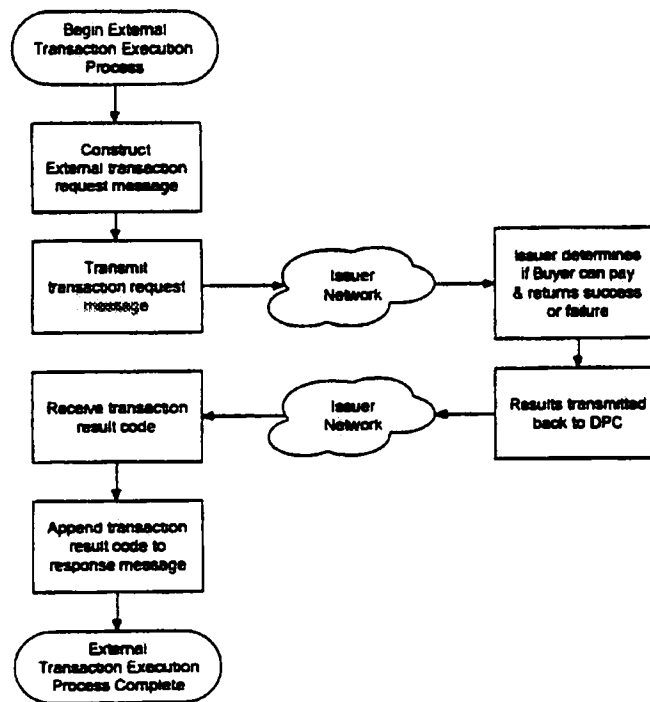 Begin External
Transaction Execution
Process
Construct
External transaction
request message
Transmit
transaction request
message
Issuer
Network
Issuer determines
if Buyer can pay
& returns success
or failure
Results transmitted
back to DPC
Issuer
Network
Receive transaction
result code
Append transaction
result code to
response message
External
Transaction Execution
Process Complete